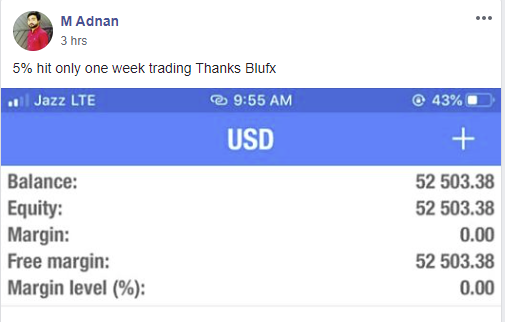 M Adnan
3 hrs
5% hit only one week trading Thanks Blufx
Jazz LTE 9:55 AM 43%
USD +
Balance: 52 503.38
Equity: 52 503.38
Margin: 0.00
Free margin: 52 503.38
Margin level (%): 0.00